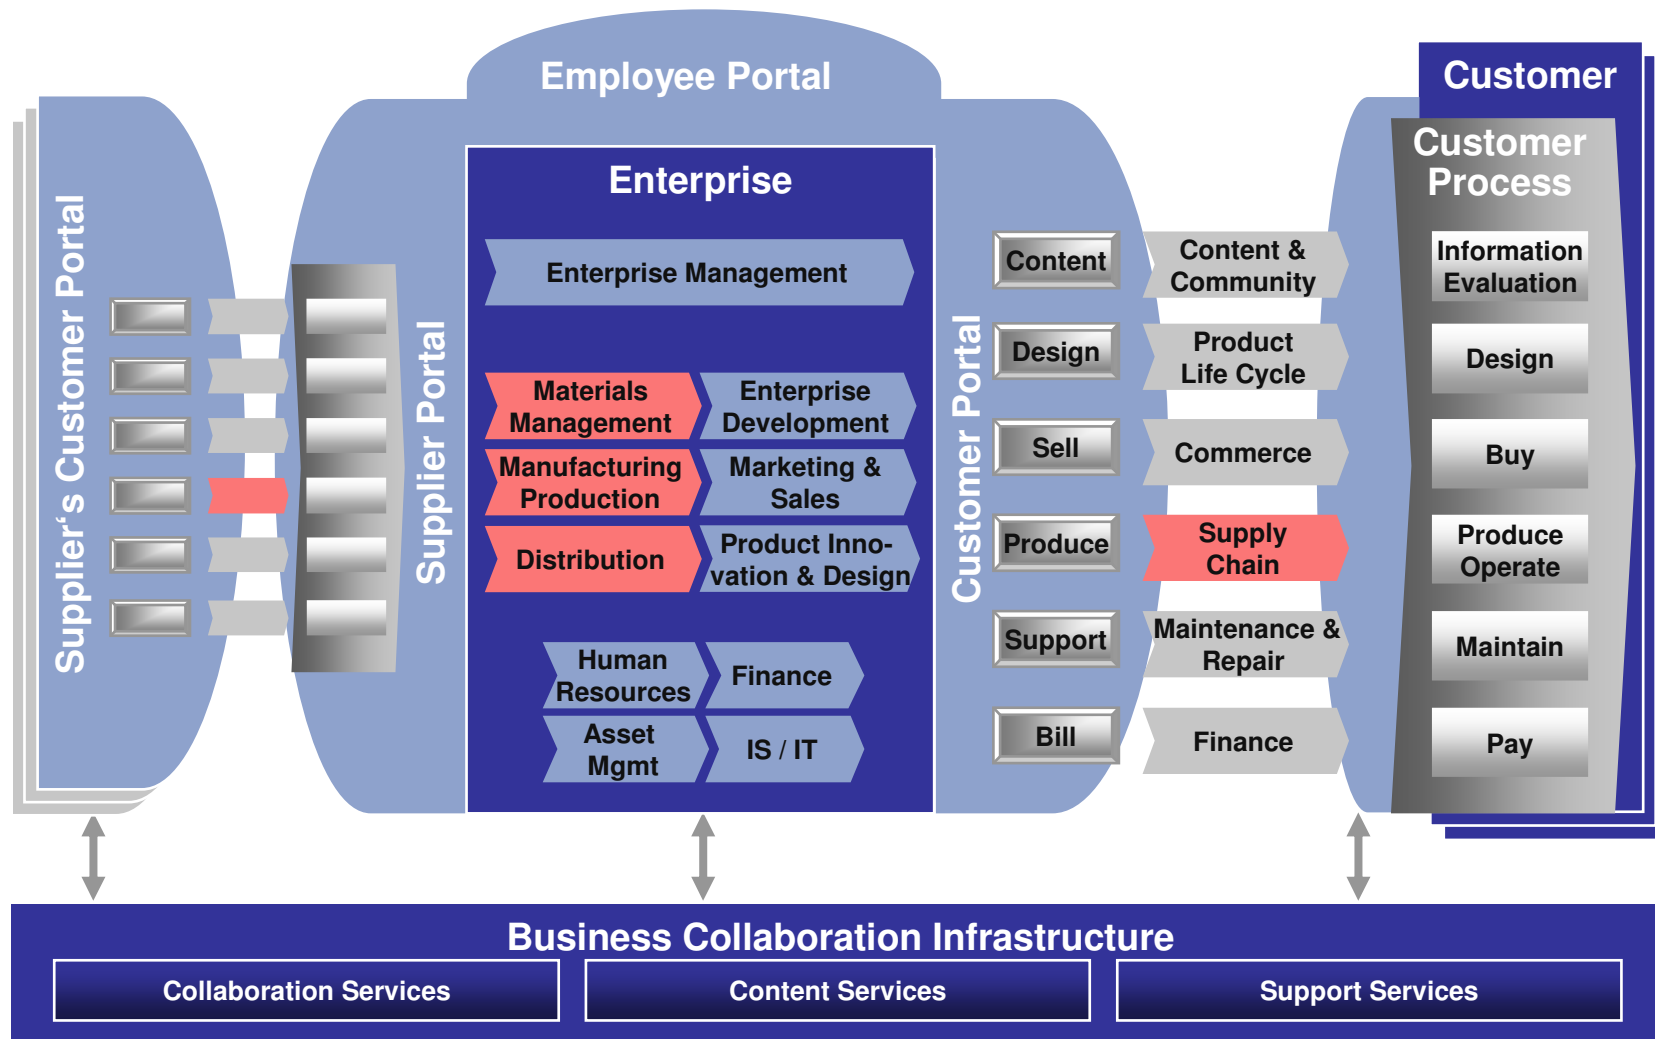 Employee Portal
Customer
Supplier‘s Customer Portal
Supplier Portal
Enterprise
Enterprise Management
Materials
Management
Enterprise
Development
Manufacturing
Production
Marketing &
Sales
Distribution
Product Inno-
vation & Design
Human
Resources
Finance
Asset
Mgmt
IS / IT
Customer Portal
Content
Design
Sell
Produce
Support
Bill
Content &
Community
Product
Life Cycle
Commerce
Supply
Chain
Maintenance &
Repair
Finance
Customer
Process
Information
Evaluation
Design
Buy
Produce
Operate
Maintain
Pay
Business Collaboration Infrastructure
Collaboration Services
Content Services
Support Services